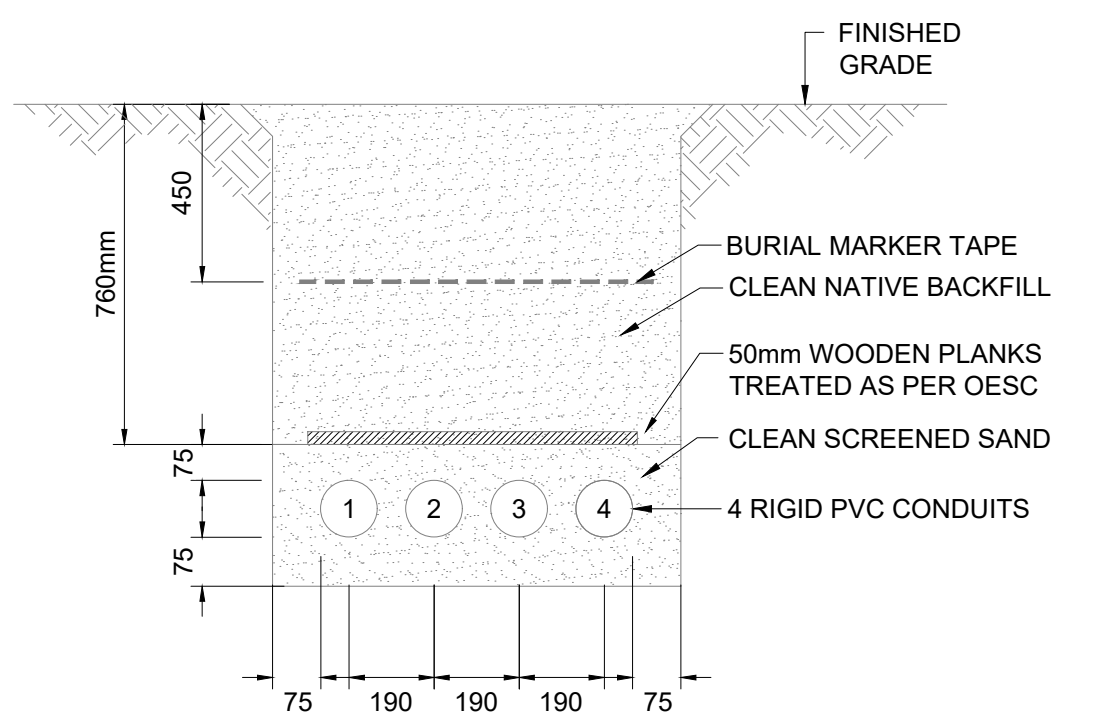 FINISHED
GRADE
450
760mm
BURIAL MARKER TAPE
CLEAN NATIVE BACKFILL
50mm WOODEN PLANKS
TREATED AS PER OESC
CLEAN SCREENED SAND
75
1 2 3 4
4 RIGID PVC CONDUITS
75
75 190 190 190 75